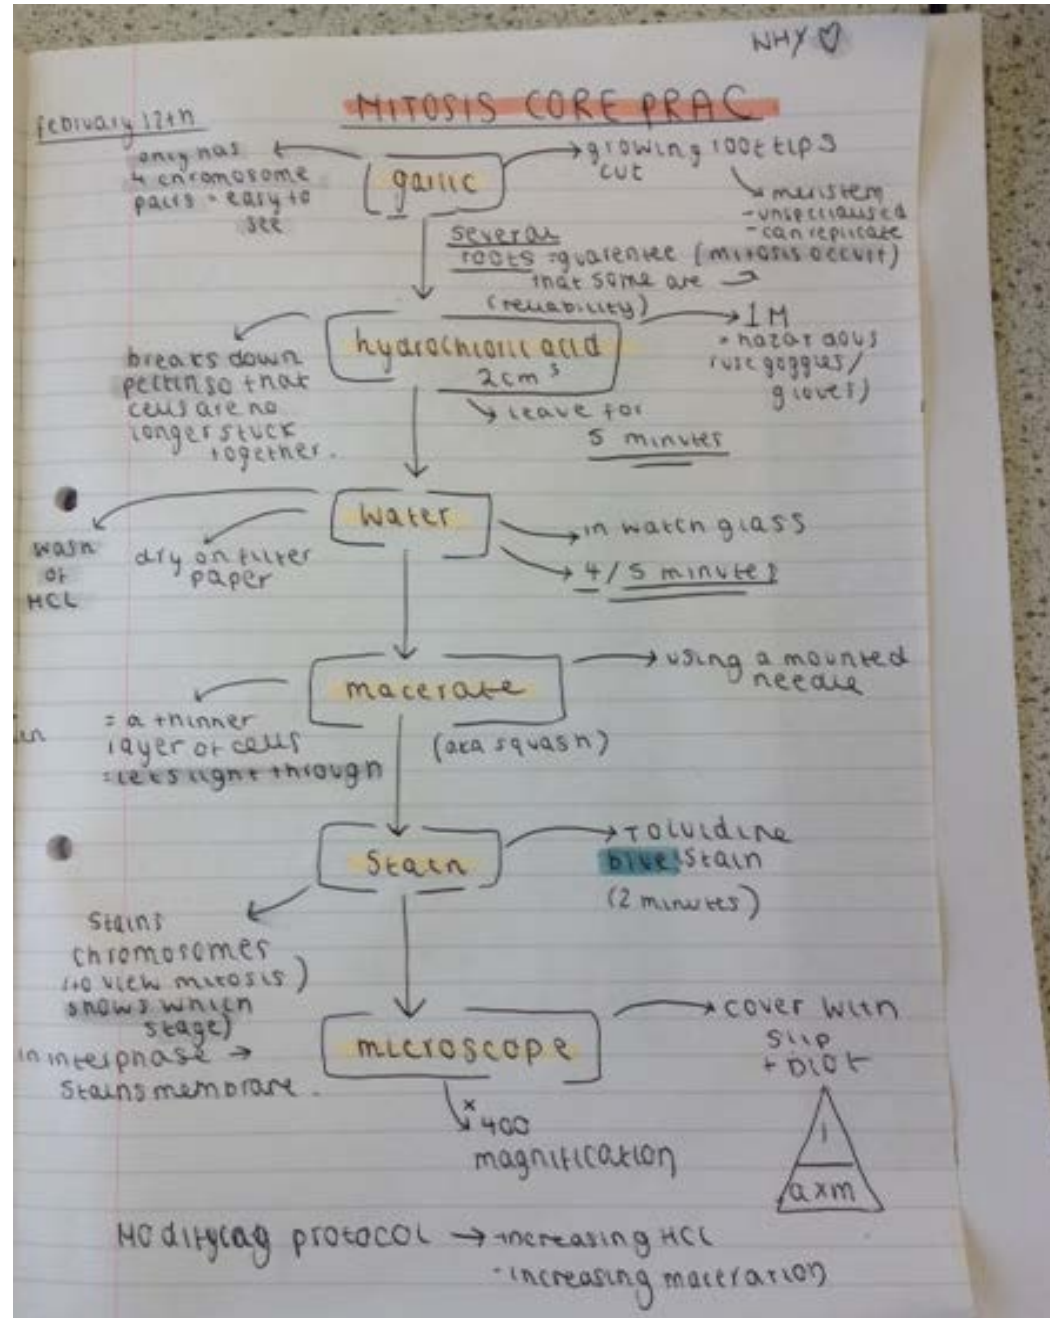 NHY ♡
MITOSIS CORE PRAC
february 12th
only has
4 chromosome
pairs = easy to
see
garlic
growing root tips
cut
meristem
- unspecialised
- can replicate
(mitosis occur)
several
roots = guarentee
that some are
(reliability)
hydrochloric acid
2cm³
1M
= hazardous
(use goggles/
gloves)
breaks down
pectin so that
cells are no
longer stuck
together.
leave for
5 minutes
water
in watch glass
4/5 minutes
wash
of
HCL
dry on filter
paper
macerate
(aka squash)
using a mounted
needle
= a thinner
layer of cells
= lets light through
stain
toluidine
blue stain
(2 minutes)
stains
chromosomes
(to view mitosis)
shows which
stage)
in interphase →
stains membrane.
microscope
cover with
slip
+ blot
x
400
magnification
I
axm
Modifying protocol → - increasing HCL
- increasing maceration